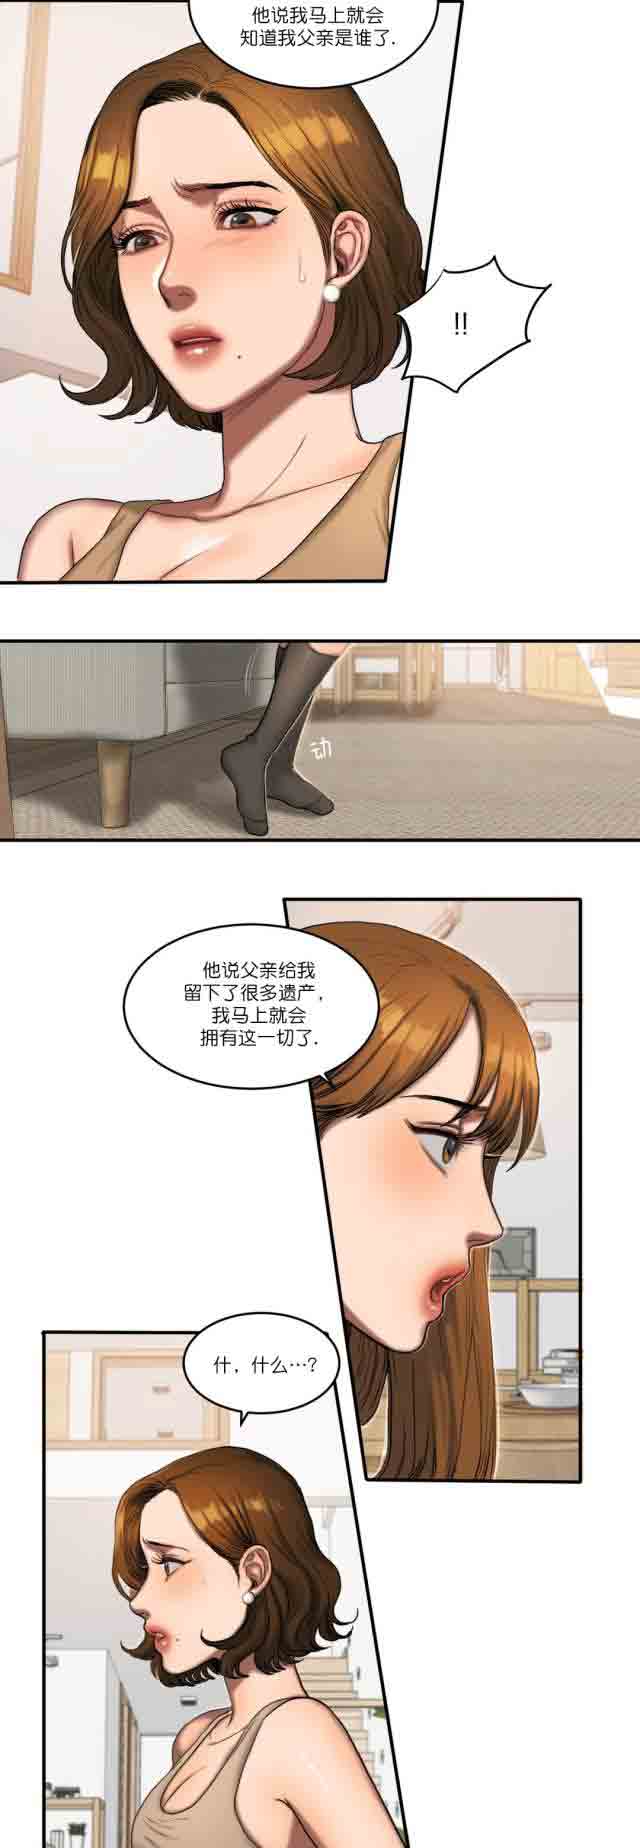 他说我马上就会
知道我父亲是谁了.
!!
动
他说父亲给我
留下了很多遗产,
我马上就会
拥有这一切了.
什, 什么…?